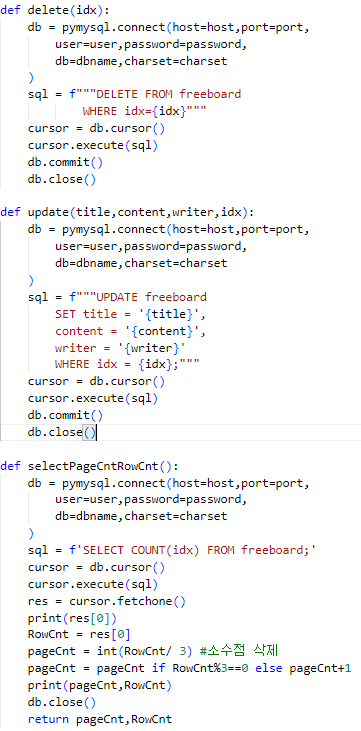 def delete(idx):
    db = pymysql.connect(host=host,port=port,
        user=user,password=password,
        db=dbname,charset=charset
    )
    sql = f"""DELETE FROM freeboard
            WHERE idx={idx}"""
    cursor = db.cursor()
    cursor.execute(sql)
    db.commit()
    db.close()

def update(title,content,writer,idx):
    db = pymysql.connect(host=host,port=port,
        user=user,password=password,
        db=dbname,charset=charset
    )
    sql = f"""UPDATE freeboard
        SET title = '{title}',
        content = '{content}',
        writer = '{writer}'
        WHERE idx = {idx};"""
    cursor = db.cursor()
    cursor.execute(sql)
    db.commit()
    db.close()

def selectPageCntRowCnt():
    db = pymysql.connect(host=host,port=port,
        user=user,password=password,
        db=dbname,charset=charset
    )
    sql = f'SELECT COUNT(idx) FROM freeboard;'
    cursor = db.cursor()
    cursor.execute(sql)
    res = cursor.fetchone()
    print(res[0])
    RowCnt = res[0]
    pageCnt = int(RowCnt/ 3) #소수점 삭제
    pageCnt = pageCnt if RowCnt%3==0 else pageCnt+1
    print(pageCnt,RowCnt)
    db.close()
    return pageCnt,RowCnt